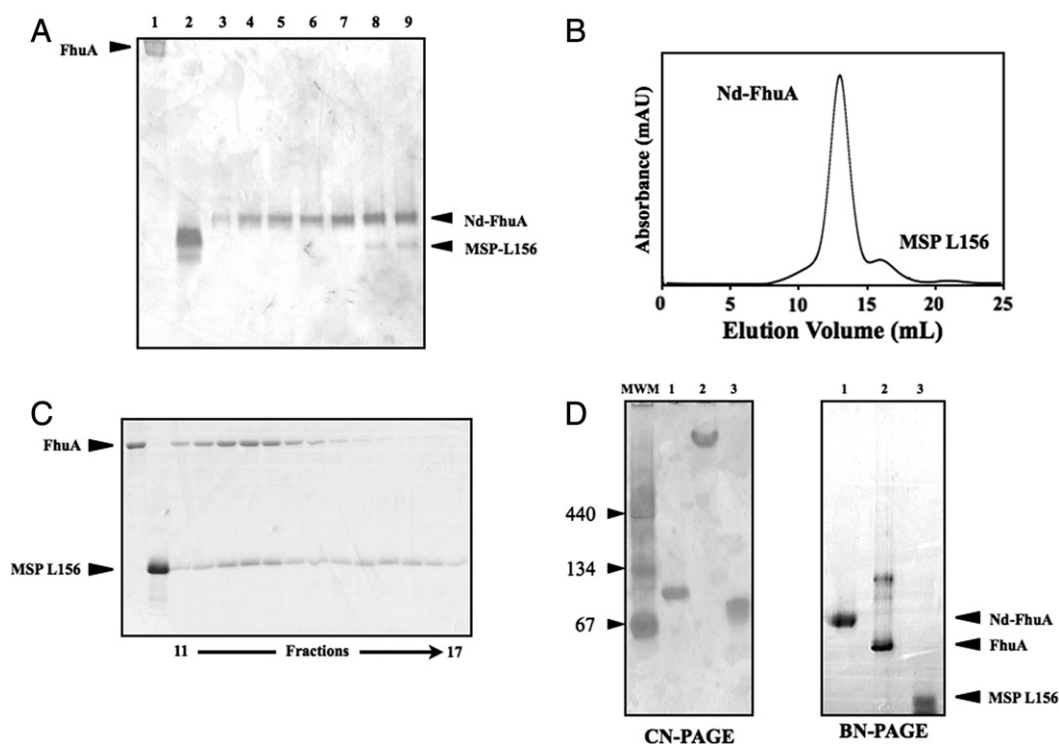 A
1 2 3 4 5 6 7 8 9
FhuA
Nd-FhuA
MSP-L156
B
Absorbance (mAU)
Nd-FhuA
MSP L156
0 5 10 15 20 25
Elution Volume (mL)
C
FhuA
MSP L156
11 Fractions 17
D
MWM 1 2 3
440
134
67
CN-PAGE
1 2 3
Nd-FhuA
FhuA
MSP L156
BN-PAGE